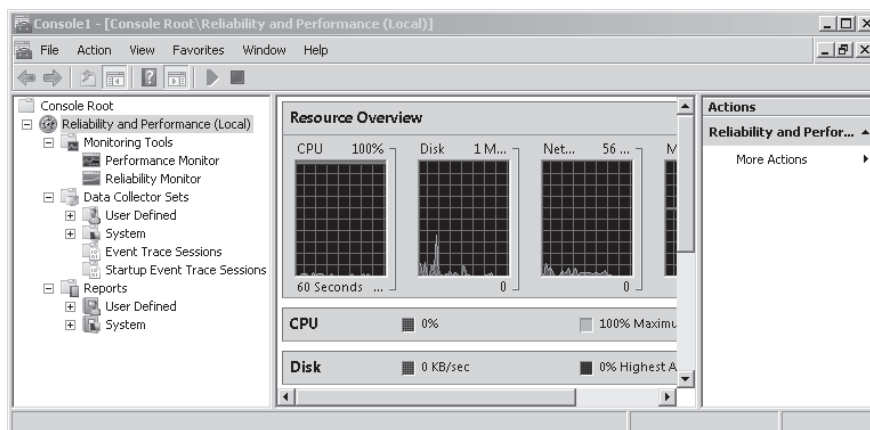 Console1 - [Console Root\Reliability and Performance (Local)]
File Action View Favorites Window Help
Console Root
Reliability and Performance (Local)
Monitoring Tools
Performance Monitor
Reliability Monitor
Data Collector Sets
User Defined
System
Event Trace Sessions
Startup Event Trace Sessions
Reports
User Defined
System
Resource Overview
CPU 100%
Disk 1 M...
Net... 56 ...
M
60 Seconds ...
0
0
CPU 0% 100% Maximu
Disk 0 KB/sec 0% Highest A
Actions
Reliability and Perfor...
More Actions